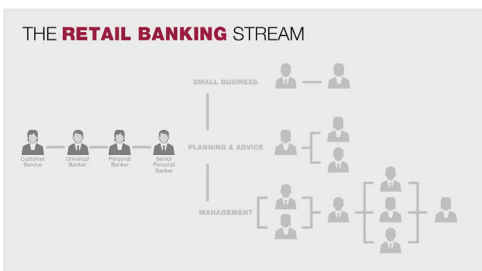 THE RETAIL BANKING STREAM
SMALL BUSINESS
PLANNING & ADVICE
Customer
Service
Universal
Banker
Personal
Banker
Senior
Personal
Banker
MANAGEMENT